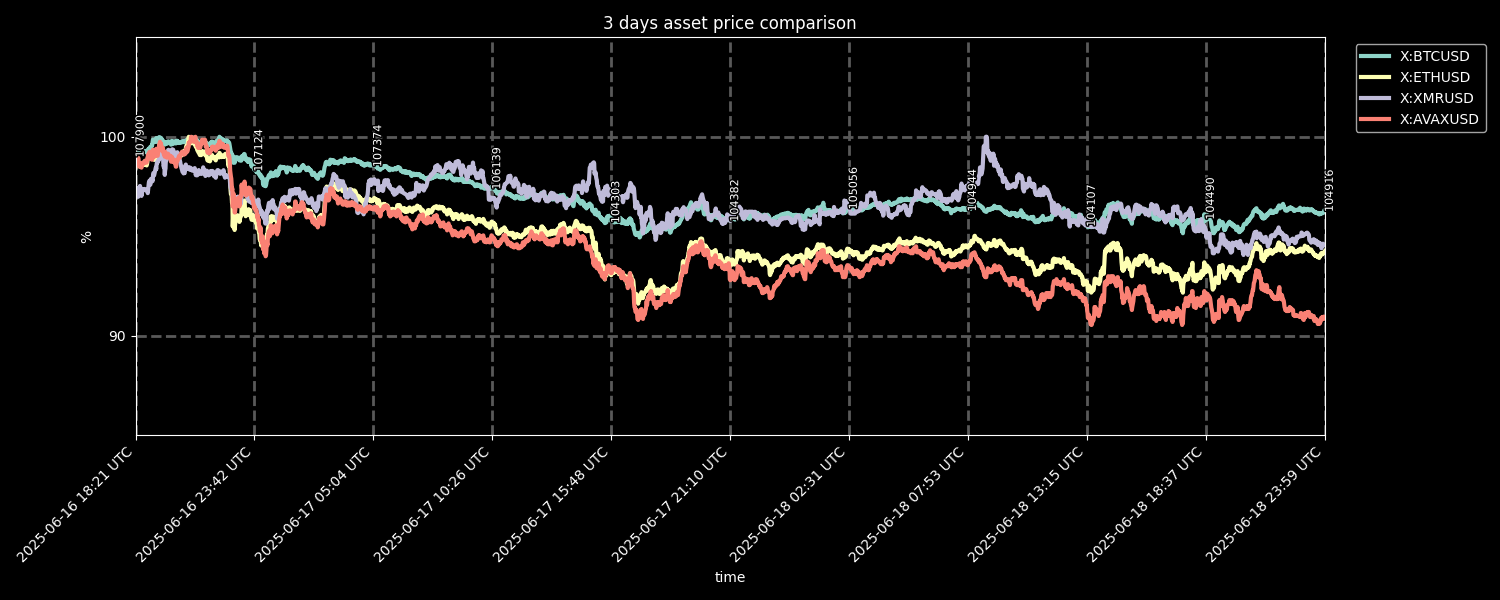 3 days asset price comparison
X:BTCUSD
X:ETHUSD
X:XMRUSD
X:AVAXUSD
100
90
%
107900
107124
107374
106139
104303
104382
105056
104944
104107
104490
104916
2025-06-16 18:21 UTC
2025-06-16 23:42 UTC
2025-06-17 05:04 UTC
2025-06-17 10:26 UTC
2025-06-17 15:48 UTC
2025-06-17 21:10 UTC
2025-06-18 02:31 UTC
2025-06-18 07:53 UTC
2025-06-18 13:15 UTC
2025-06-18 18:37 UTC
2025-06-18 23:59 UTC
time